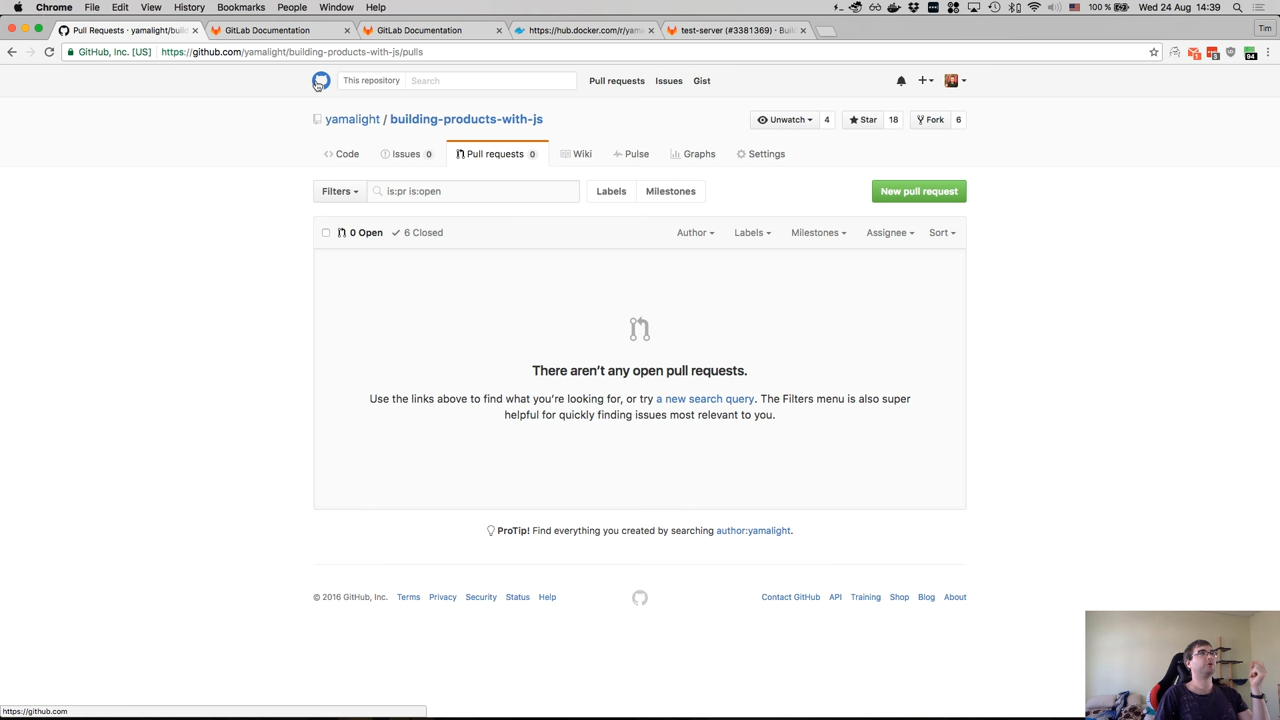 Chrome File Edit View History Bookmarks People Window Help 100 % Wed 24 Aug 14:39
Pull Requests · yamalight/buil GitLab Documentation GitLab Documentation https://hub.docker.com/r/yam test-server (#3381369) · Buil Tim
GitHub, Inc. [US] https://github.com/yamalight/building-products-with-js/pulls 1 3 94
This repository Search Pull requests Issues Gist
yamalight / building-products-with-js Unwatch 4 Star 18 Fork 6
Code Issues 0 Pull requests 0 Wiki Pulse Graphs Settings
Filters is:pr is:open Labels Milestones New pull request
0 Open 6 Closed Author Labels Milestones Assignee Sort
There aren't any open pull requests.
Use the links above to find what you're looking for, or try a new search query. The Filters menu is also super
helpful for quickly finding issues most relevant to you.
ProTip! Find everything you created by searching author:yamalight.
© 2016 GitHub, Inc. Terms Privacy Security Status Help Contact GitHub API Training Shop Blog About
https://github.com